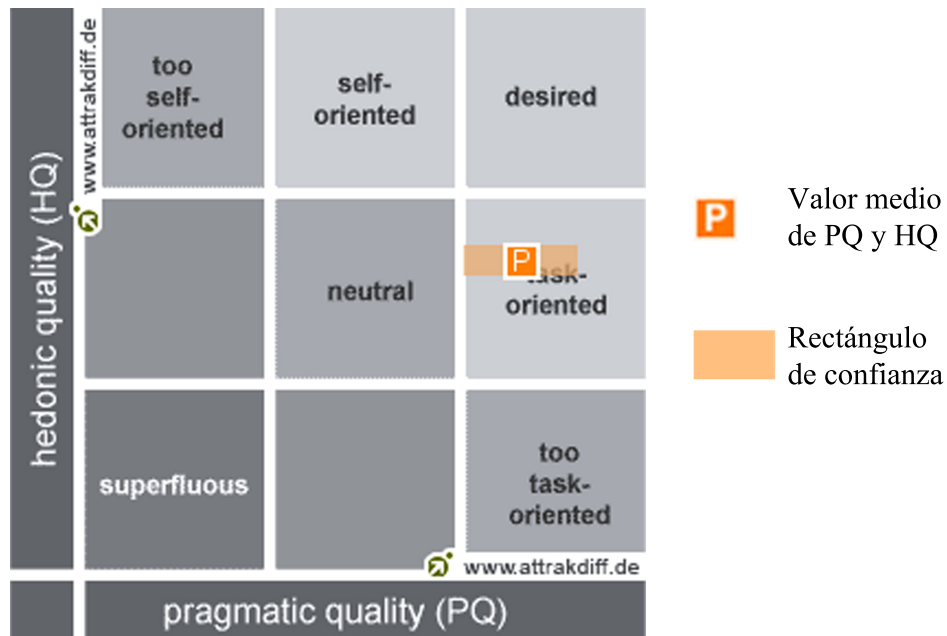 hedonic quality (HQ)
www.attrakdiff.de
too
self-
oriented
self-
oriented
desired
neutral
P
task-
oriented
superfluous
too
task-
oriented
www.attrakdiff.de
pragmatic quality (PQ)
P
Valor medio
de PQ y HQ
Rectángulo
de confianza